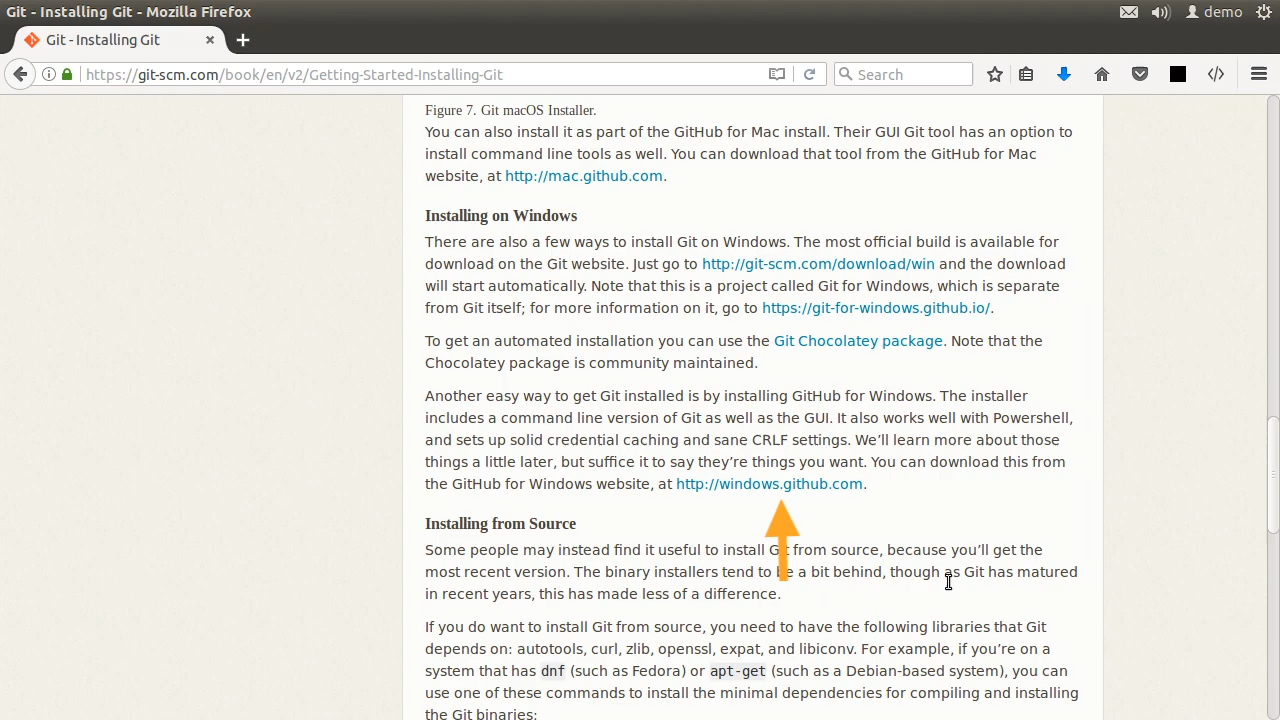 Git - Installing Git - Mozilla Firefox
demo
Git - Installing Git
https://git-scm.com/book/en/v2/Getting-Started-Installing-Git
Search
Figure 7. Git macOS Installer.
You can also install it as part of the GitHub for Mac install. Their GUI Git tool has an option to
install command line tools as well. You can download that tool from the GitHub for Mac
website, at http://mac.github.com.
Installing on Windows
There are also a few ways to install Git on Windows. The most official build is available for
download on the Git website. Just go to http://git-scm.com/download/win and the download
will start automatically. Note that this is a project called Git for Windows, which is separate
from Git itself; for more information on it, go to https://git-for-windows.github.io/.
To get an automated installation you can use the Git Chocolatey package. Note that the
Chocolatey package is community maintained.
Another easy way to get Git installed is by installing GitHub for Windows. The installer
includes a command line version of Git as well as the GUI. It also works well with Powershell,
and sets up solid credential caching and sane CRLF settings. We’ll learn more about those
things a little later, but suffice it to say they’re things you want. You can download this from
the GitHub for Windows website, at http://windows.github.com.
Installing from Source
Some people may instead find it useful to install Git from source, because you’ll get the
most recent version. The binary installers tend to be a bit behind, though as Git has matured
in recent years, this has made less of a difference.
If you do want to install Git from source, you need to have the following libraries that Git
depends on: autotools, curl, zlib, openssl, expat, and libiconv. For example, if you’re on a
system that has dnf (such as Fedora) or apt-get (such as a Debian-based system), you can
use one of these commands to install the minimal dependencies for compiling and installing
the Git binaries: